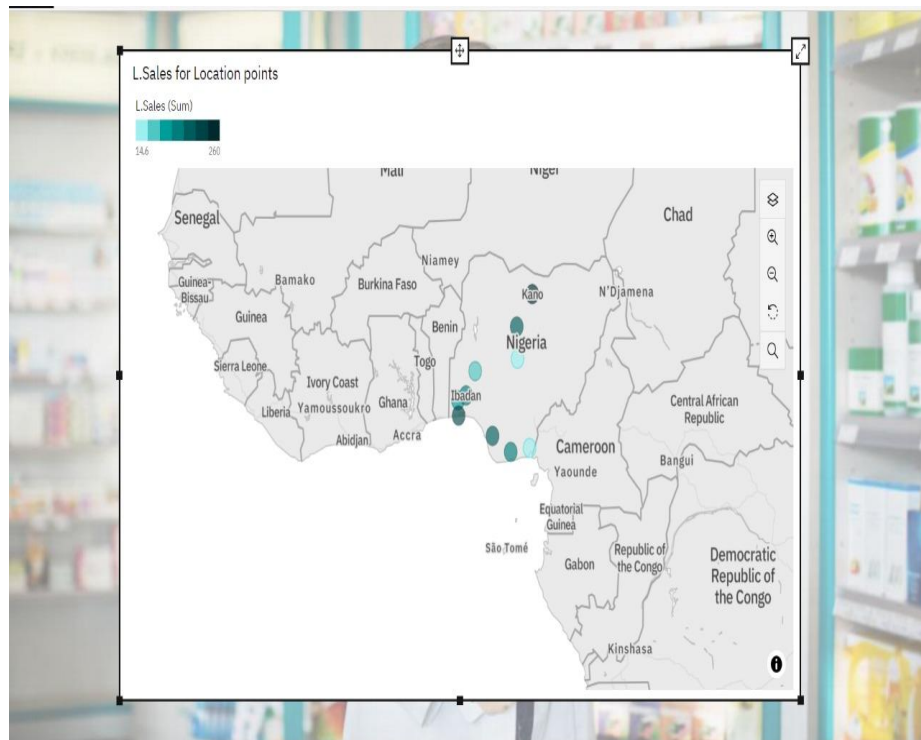 L.Sales for Location points
L.Sales (Sum)
14.6
260
Mali
Niger
Senegal
Chad
Niamey
Guinea-
Bissau
Bamako
Burkina Faso
N'Djamena
Kano
Guinea
Benin
Nigeria
Sierra Leone
Togo
Ivory Coast
Ghana
Ibadan
Liberia
Yamoussoukro
Central African
Republic
Abidjan
Accra
Cameroon
Bangui
Yaounde
Equatorial
Guinea
São Tomé
Gabon
Republic of
the Congo
Democratic
Republic of
the Congo
Kinshasa